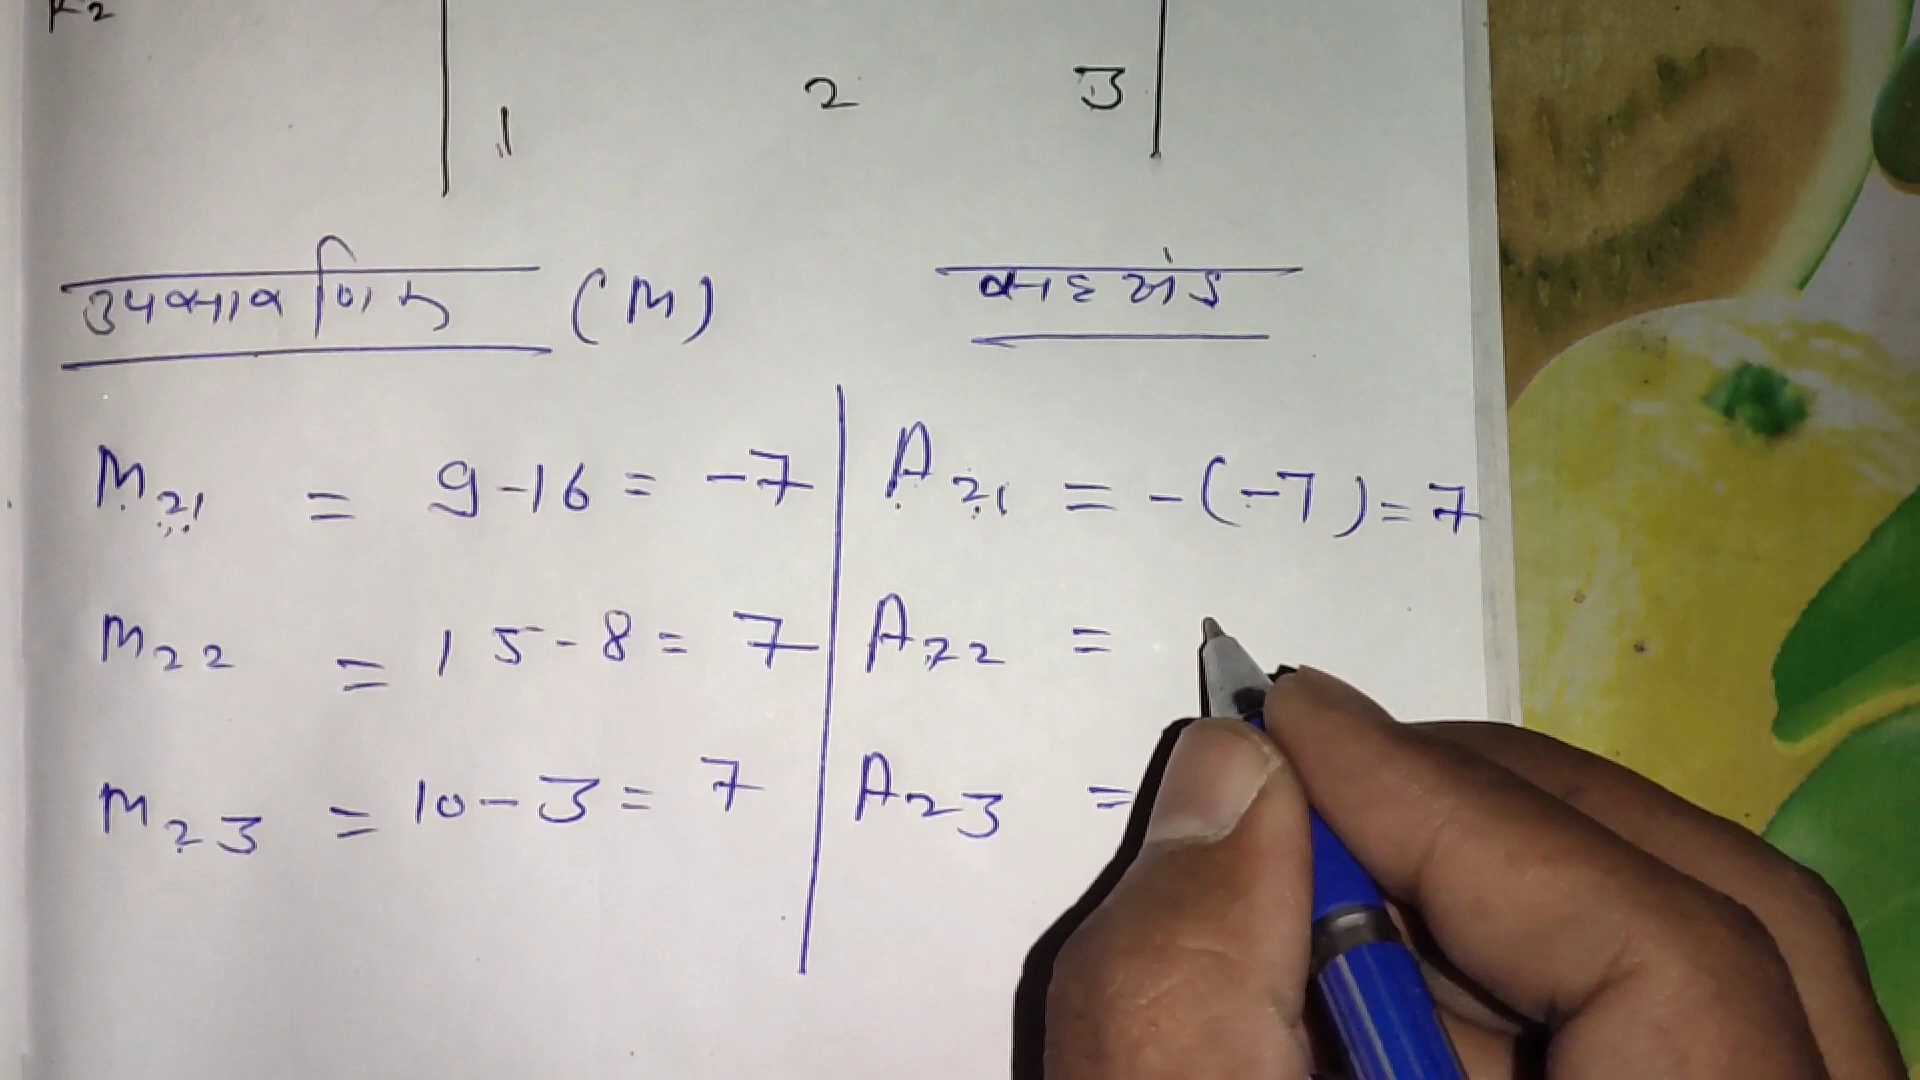 R2
1 2 3
उपसारणिक (M) सहखंड
M21 = 9-16 = -7 A21 = -(-7) = 7
M22 = 15-8 = 7 A22 =
M23 = 10-3 = 7 A23 =